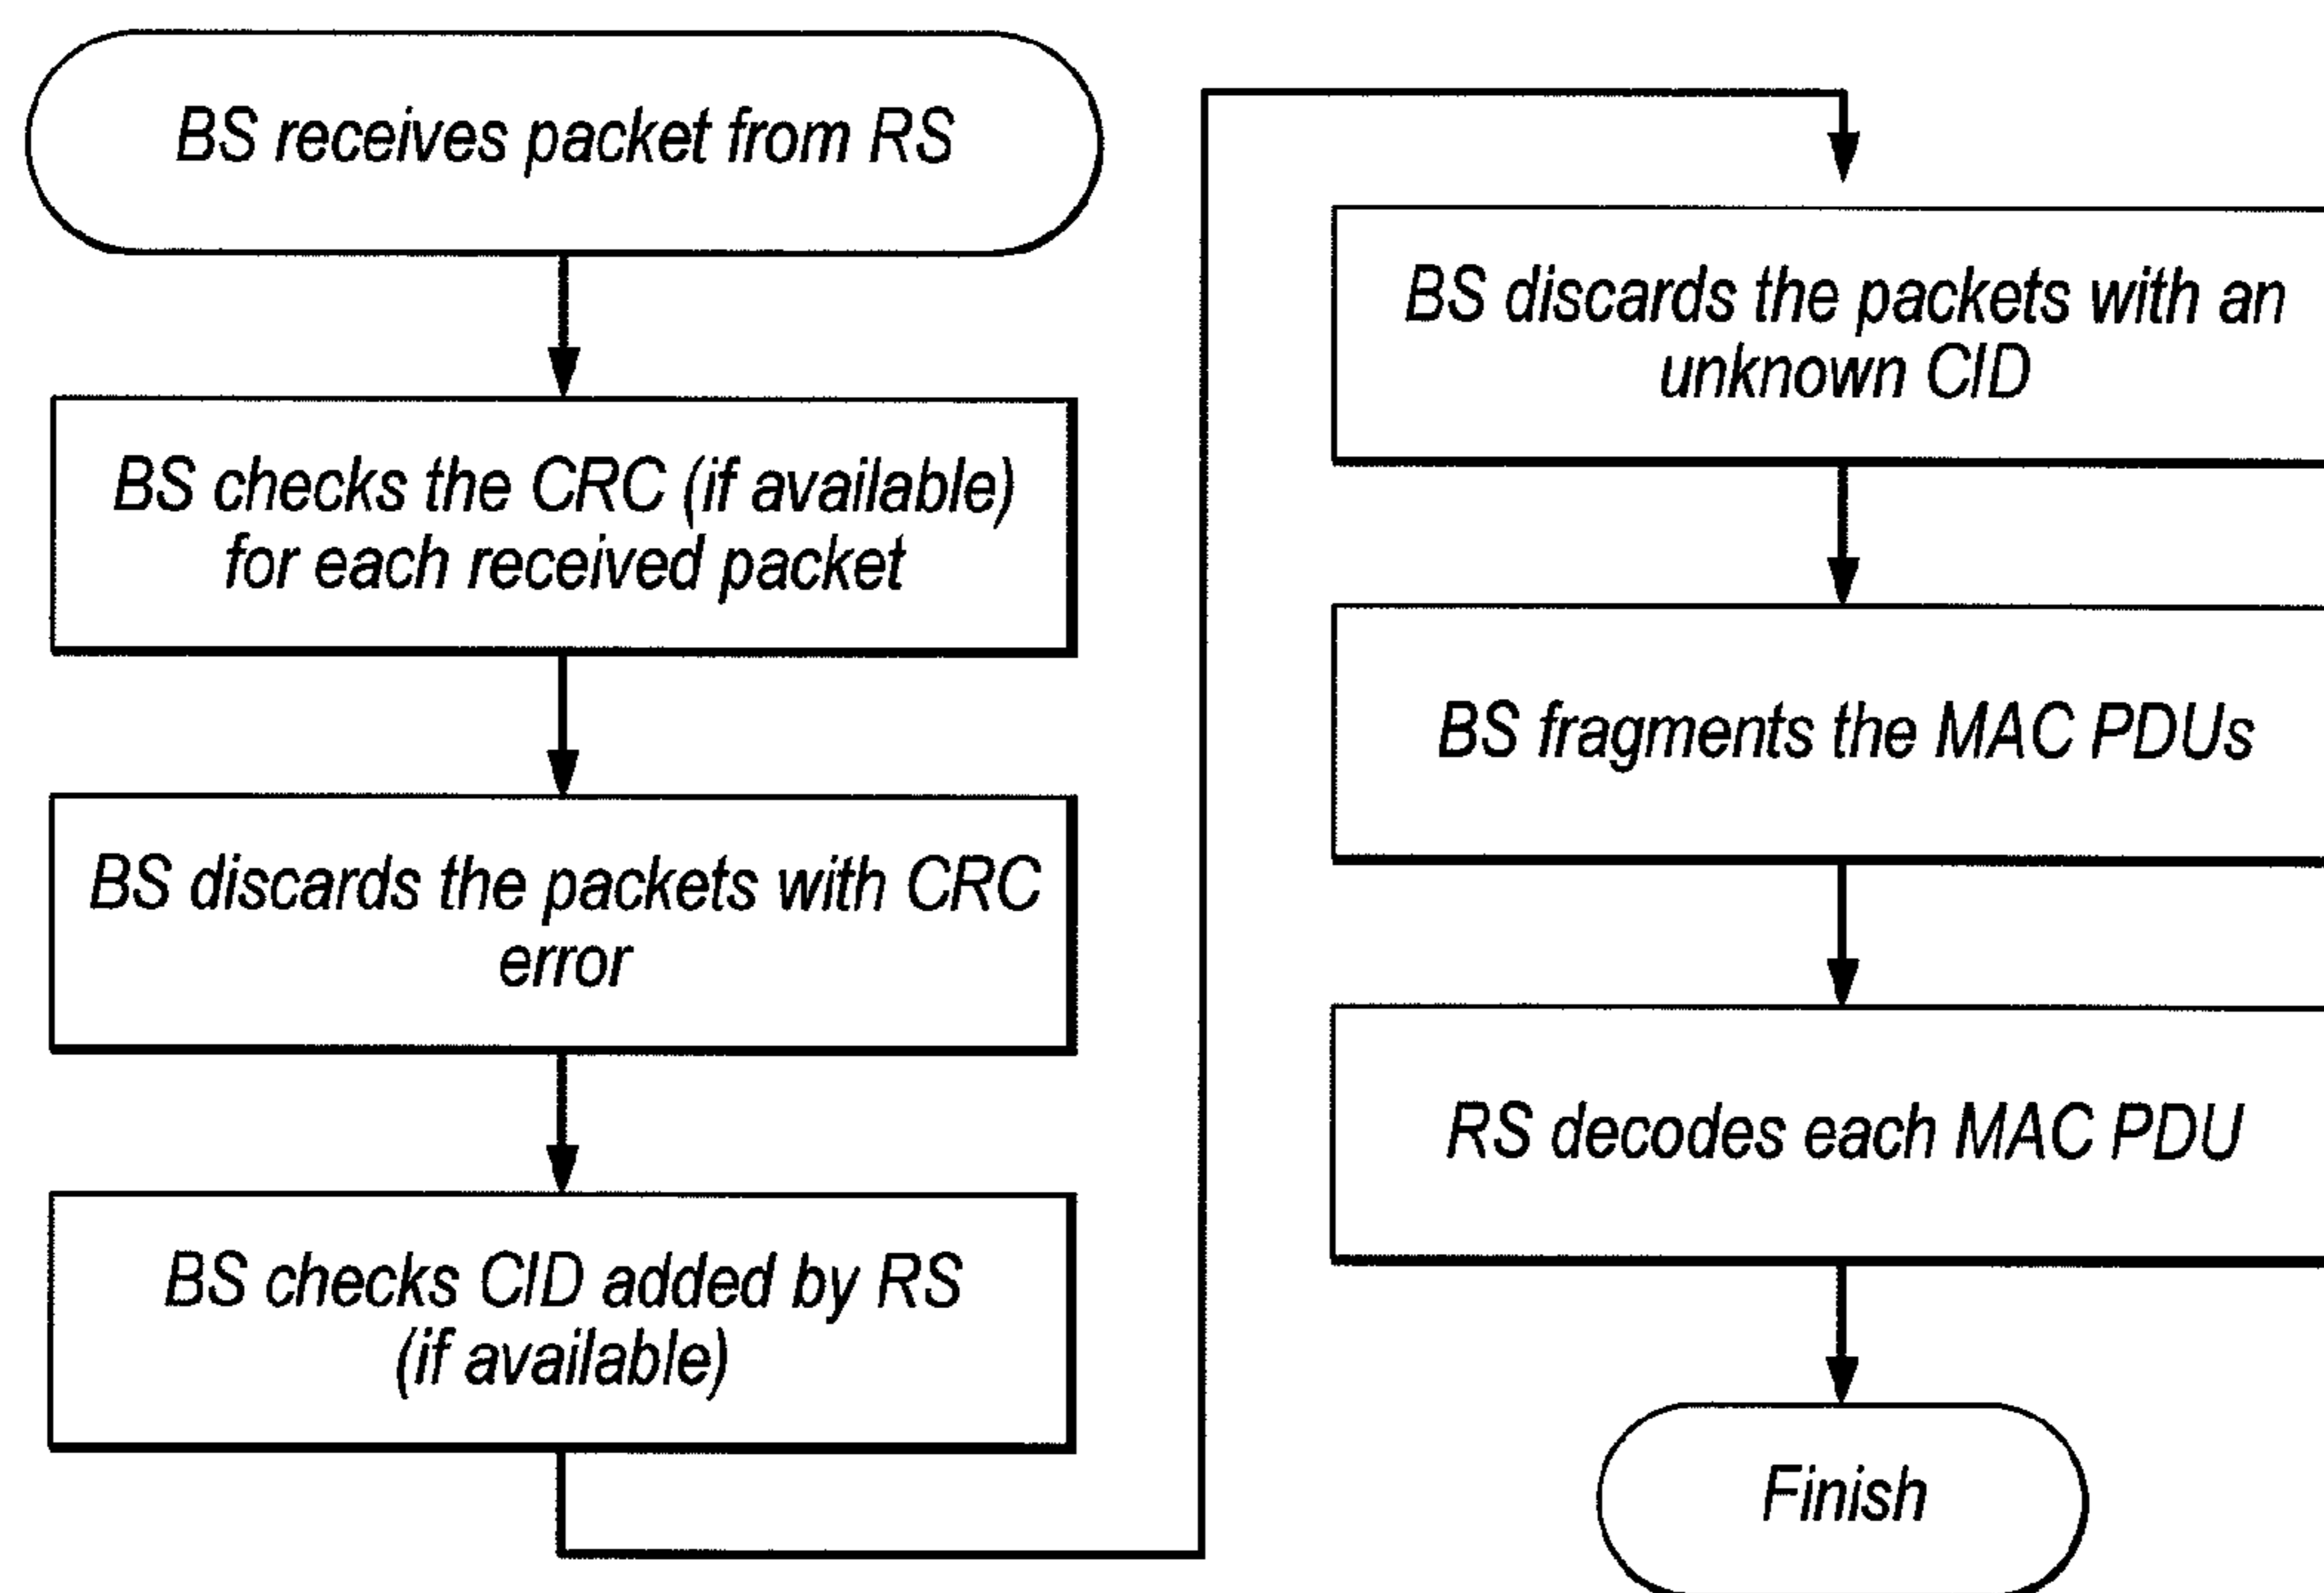 BS receives packet from RS
BS checks the CRC (if available)
for each received packet
BS discards the packets with CRC
error
BS checks CID added by RS
(if available)
BS discards the packets with an
unknown CID
BS fragments the MAC PDUs
RS decodes each MAC PDU
Finish